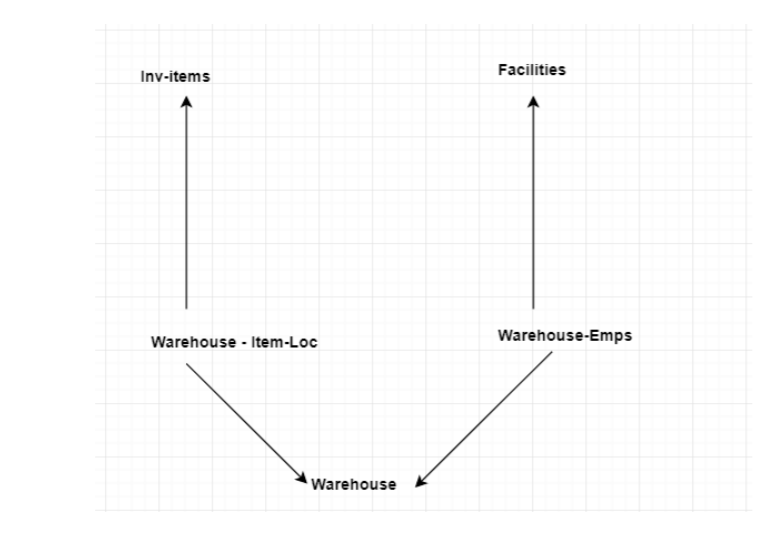 Inv-items
Facilities
Warehouse - Item-Loc
Warehouse-Emps
Warehouse